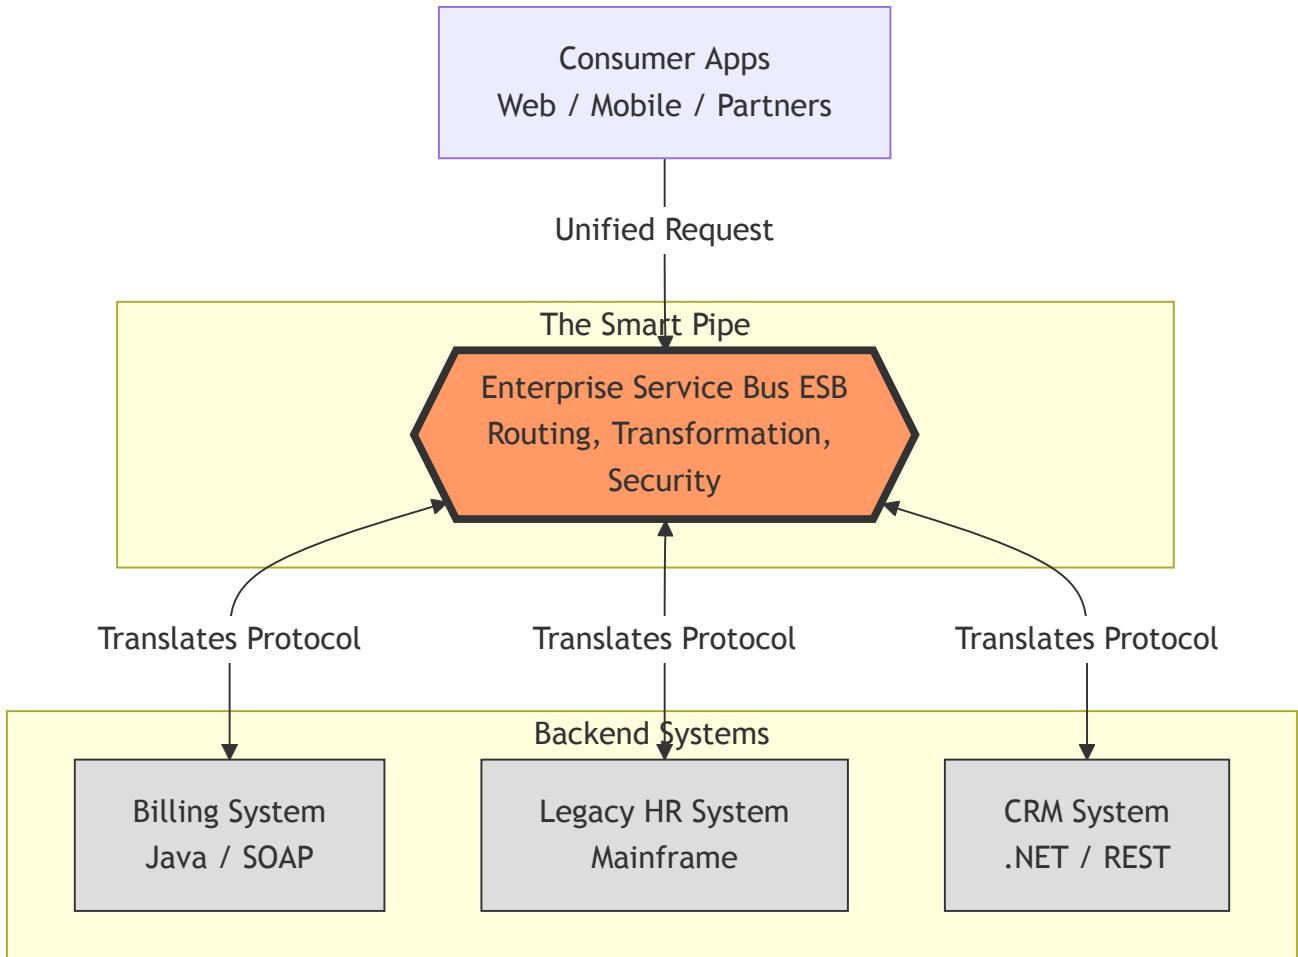 Consumer Apps
Web / Mobile / Partners
Unified Request
The Smart Pipe
Enterprise Service Bus ESB
Routing, Transformation,
Security
Translates Protocol
Translates Protocol
Translates Protocol
Backend Systems
Billing System
Java / SOAP
Legacy HR System
Mainframe
CRM System
.NET / REST